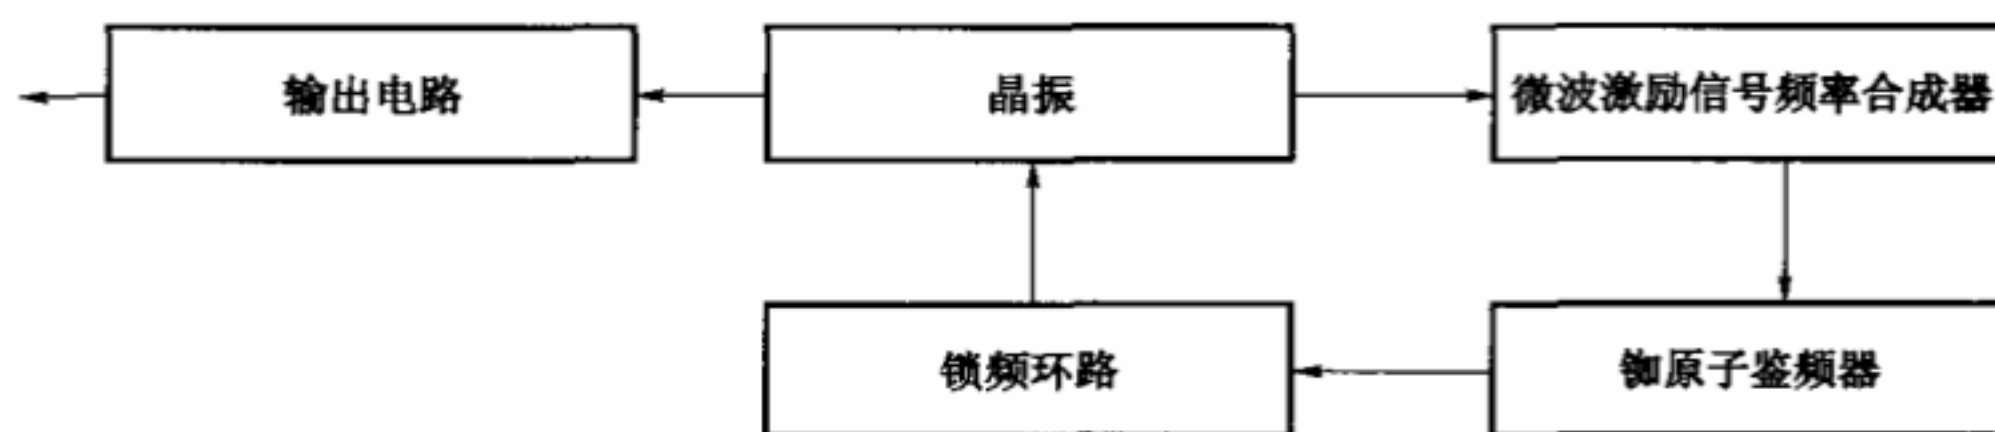 输出电路
晶振
微波激励信号频率合成器
锁频环路
铷原子鉴频器